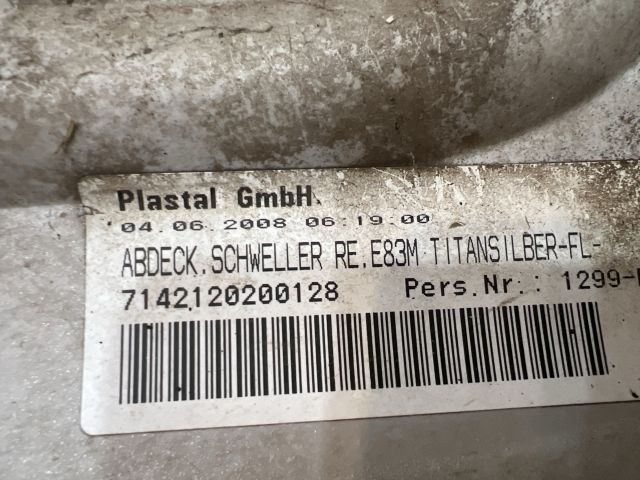 Plastal GmbH.
04.06.2008 06:19:00
ABDECK.SCHWELLER RE.E83M TITANSILBER-FL-
7142120200128 Pers.Nr.: 1299-